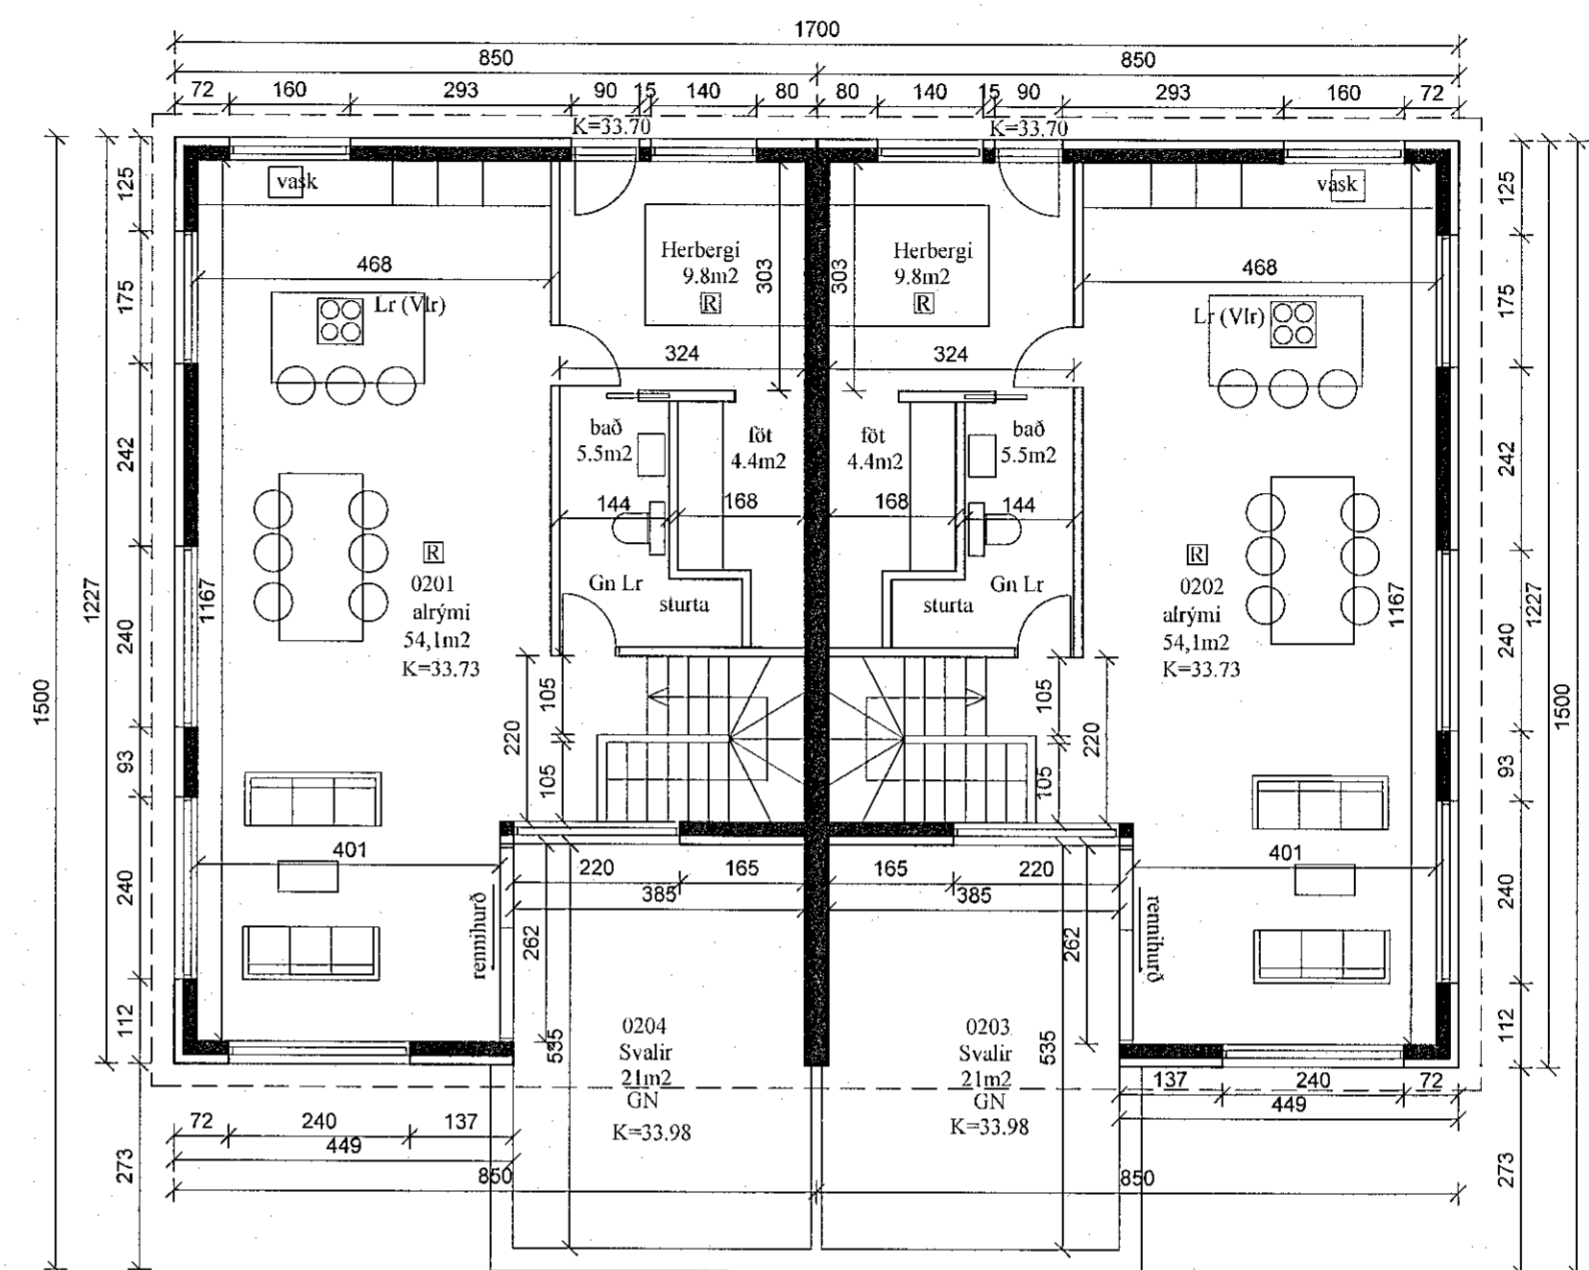 1700
850 850
72 160 293 90 15 140 80 80 140 15 90 293 160 72
K=33.70 K=33.70
vask vask
125 125
Herbergi Herbergi
9.8m2 9.8m2
R R
303 303
468 468
175 175
Lr (Vlr) Lr (Vlr)
324 324
bað föt föt bað
5.5m2 4.4m2 4.4m2 5.5m2
242 242
144 168 168 144
R R
0201 0202
alrými alrými
54,1m2 54,1m2
K=33.73 K=33.73
Gn Lr Gn Lr
sturta sturta
1227 1167 1167 1227
240 240
1500 1500
105 105
220 220
105 105
93 93
401 401
220 165 165 220
385 385
240 240
rennihurð rennihurð
262 262
535 535
112 112
0204 0203
Svalir Svalir
21m2 21m2
GN GN
K=33.98 K=33.98
137 240 72
449
72 240 137
449
273 273
850 850